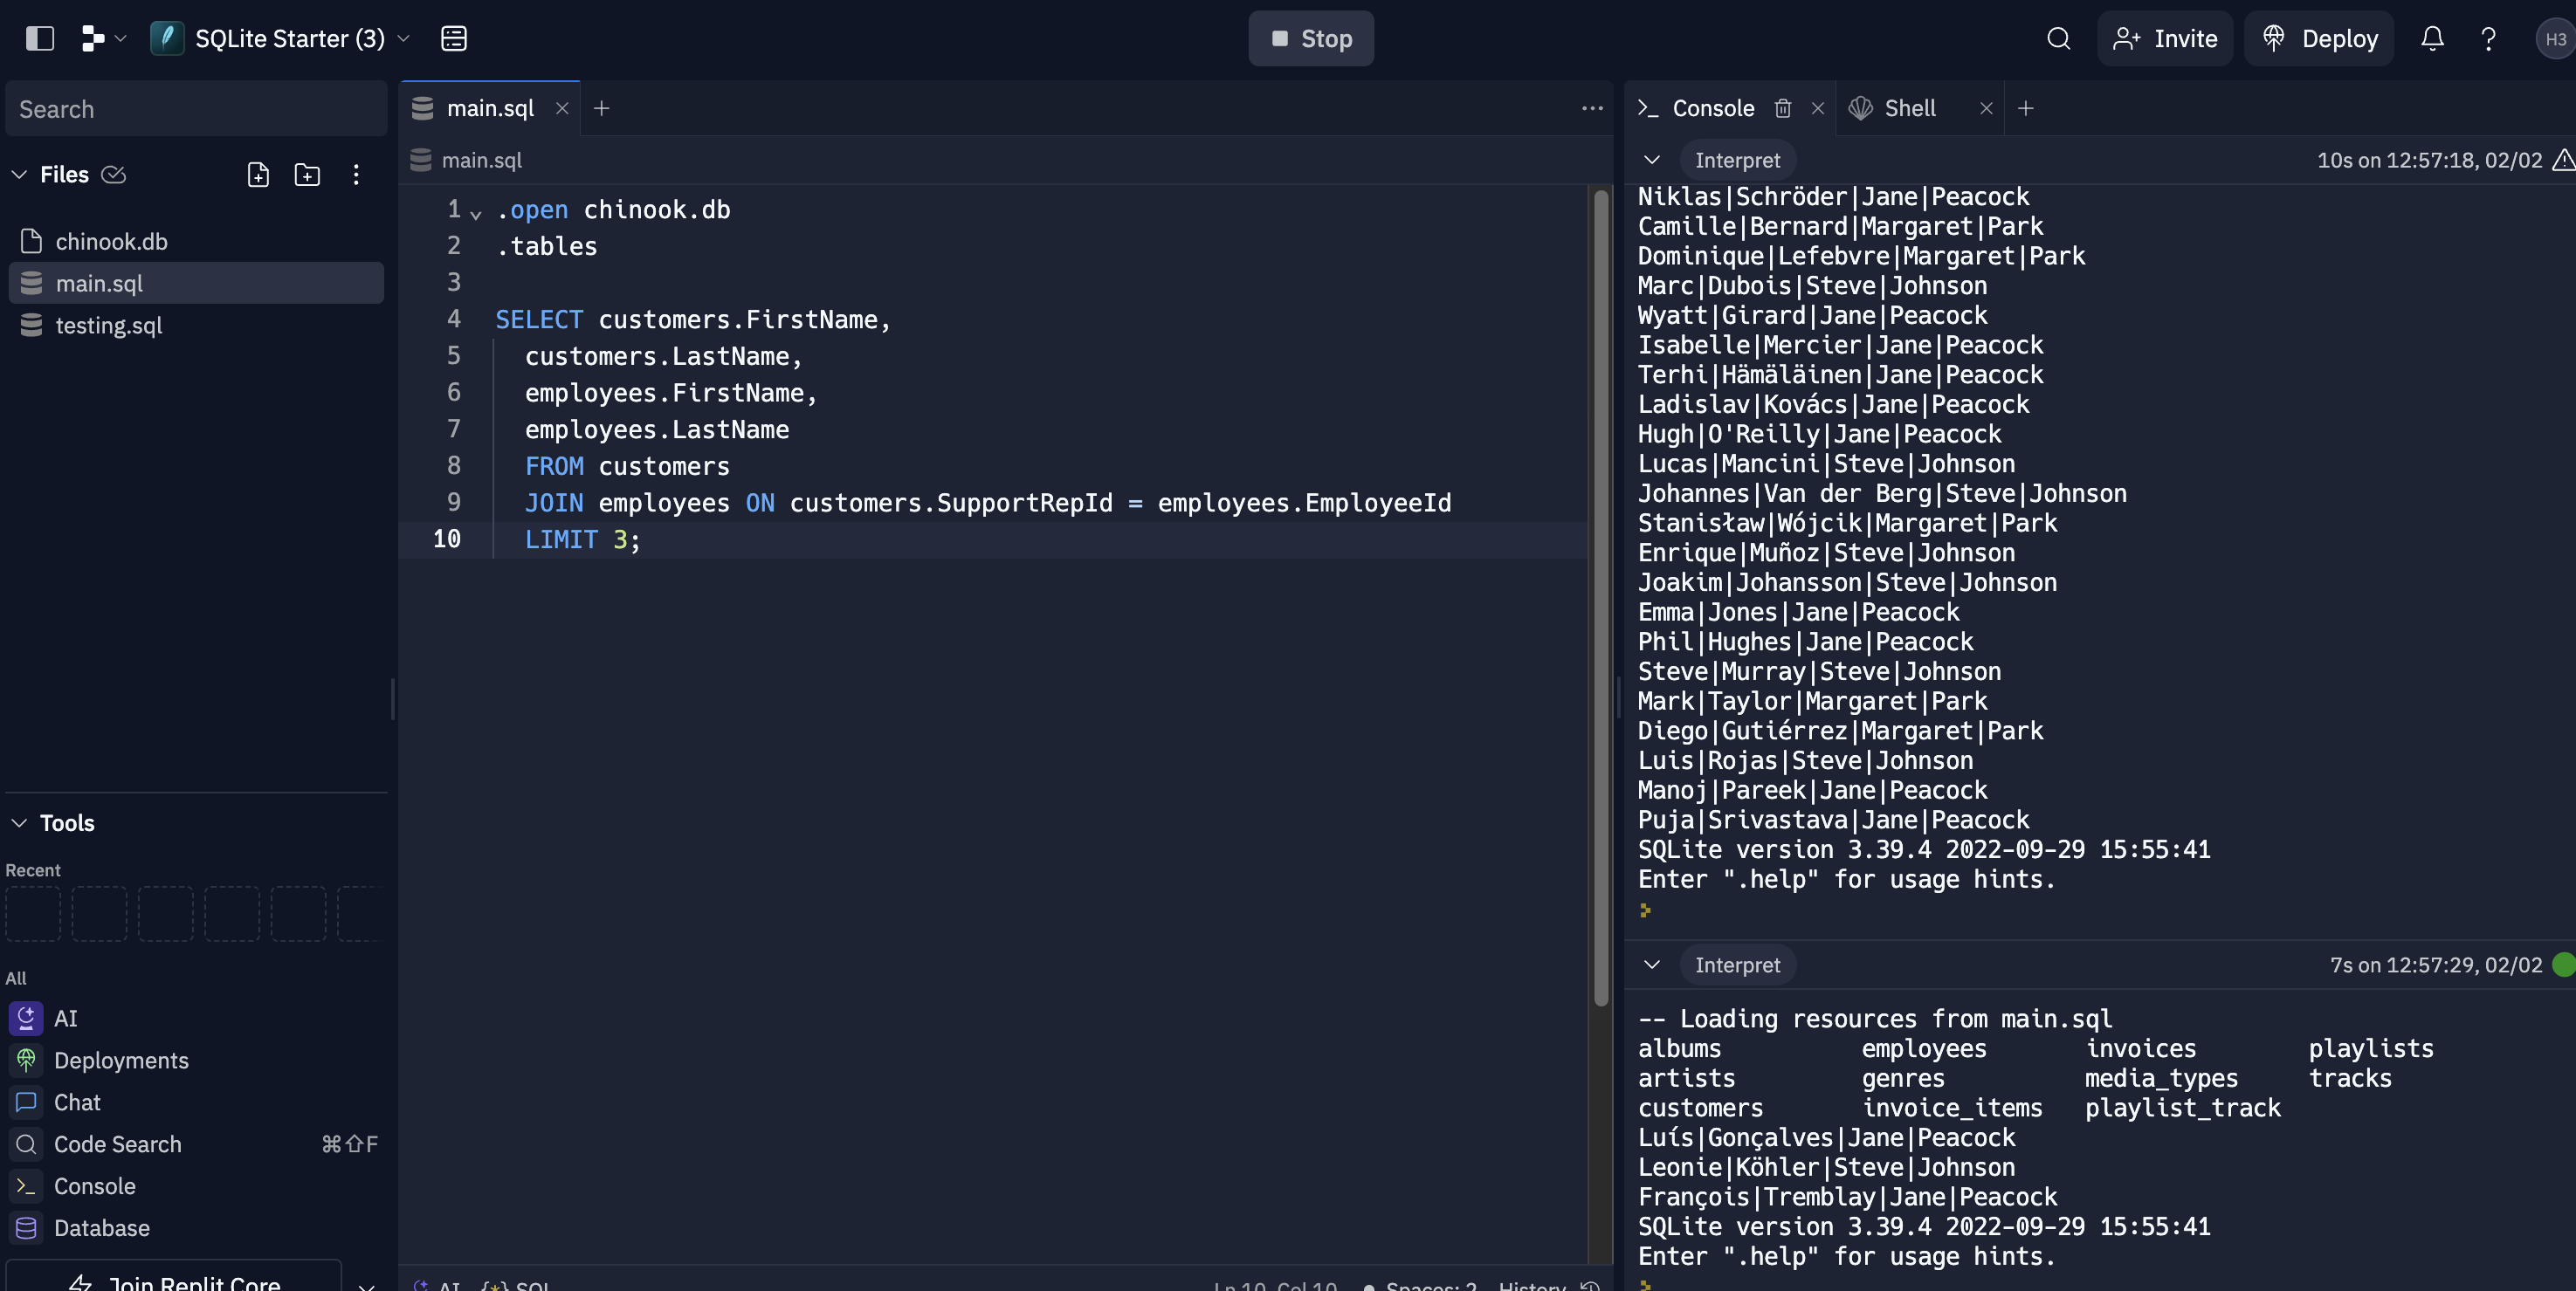 SQLite Starter (3)
Stop
Invite
Deploy
H3
Search
Files
chinook.db
main.sql
testing.sql
Tools
Recent
All
AI
Deployments
Chat
Code Search ⌘⇧F
Console
Database
Join Replit Core
main.sql
main.sql
1 .open chinook.db
2 .tables
3
4 SELECT customers.FirstName,
5 customers.LastName,
6 employees.FirstName,
7 employees.LastName
8 FROM customers
9 JOIN employees ON customers.SupportRepId = employees.EmployeeId
10 LIMIT 3;
AI {*} SQL
Ln 10, Col 10 • Spaces: 2 History
Console
Shell
Interpret
10s on 12:57:18, 02/02
Niklas|Schröder|Jane|Peacock
Camille|Bernard|Margaret|Park
Dominique|Lefebvre|Margaret|Park
Marc|Dubois|Steve|Johnson
Wyatt|Girard|Jane|Peacock
Isabelle|Mercier|Jane|Peacock
Terhi|Hämäläinen|Jane|Peacock
Ladislav|Kovács|Jane|Peacock
Hugh|O'Reilly|Jane|Peacock
Lucas|Mancini|Steve|Johnson
Johannes|Van der Berg|Steve|Johnson
Stanisław|Wójcik|Margaret|Park
Enrique|Muñoz|Steve|Johnson
Joakim|Johansson|Steve|Johnson
Emma|Jones|Jane|Peacock
Phil|Hughes|Jane|Peacock
Steve|Murray|Steve|Johnson
Mark|Taylor|Margaret|Park
Diego|Gutiérrez|Margaret|Park
Luis|Rojas|Steve|Johnson
Manoj|Pareek|Jane|Peacock
Puja|Srivastava|Jane|Peacock
SQLite version 3.39.4 2022-09-29 15:55:41
Enter ".help" for usage hints.
Interpret
7s on 12:57:29, 02/02
-- Loading resources from main.sql
albums employees invoices playlists
artists genres media_types tracks
customers invoice_items playlist_track
Luís|Gonçalves|Jane|Peacock
Leonie|Köhler|Steve|Johnson
François|Tremblay|Jane|Peacock
SQLite version 3.39.4 2022-09-29 15:55:41
Enter ".help" for usage hints.